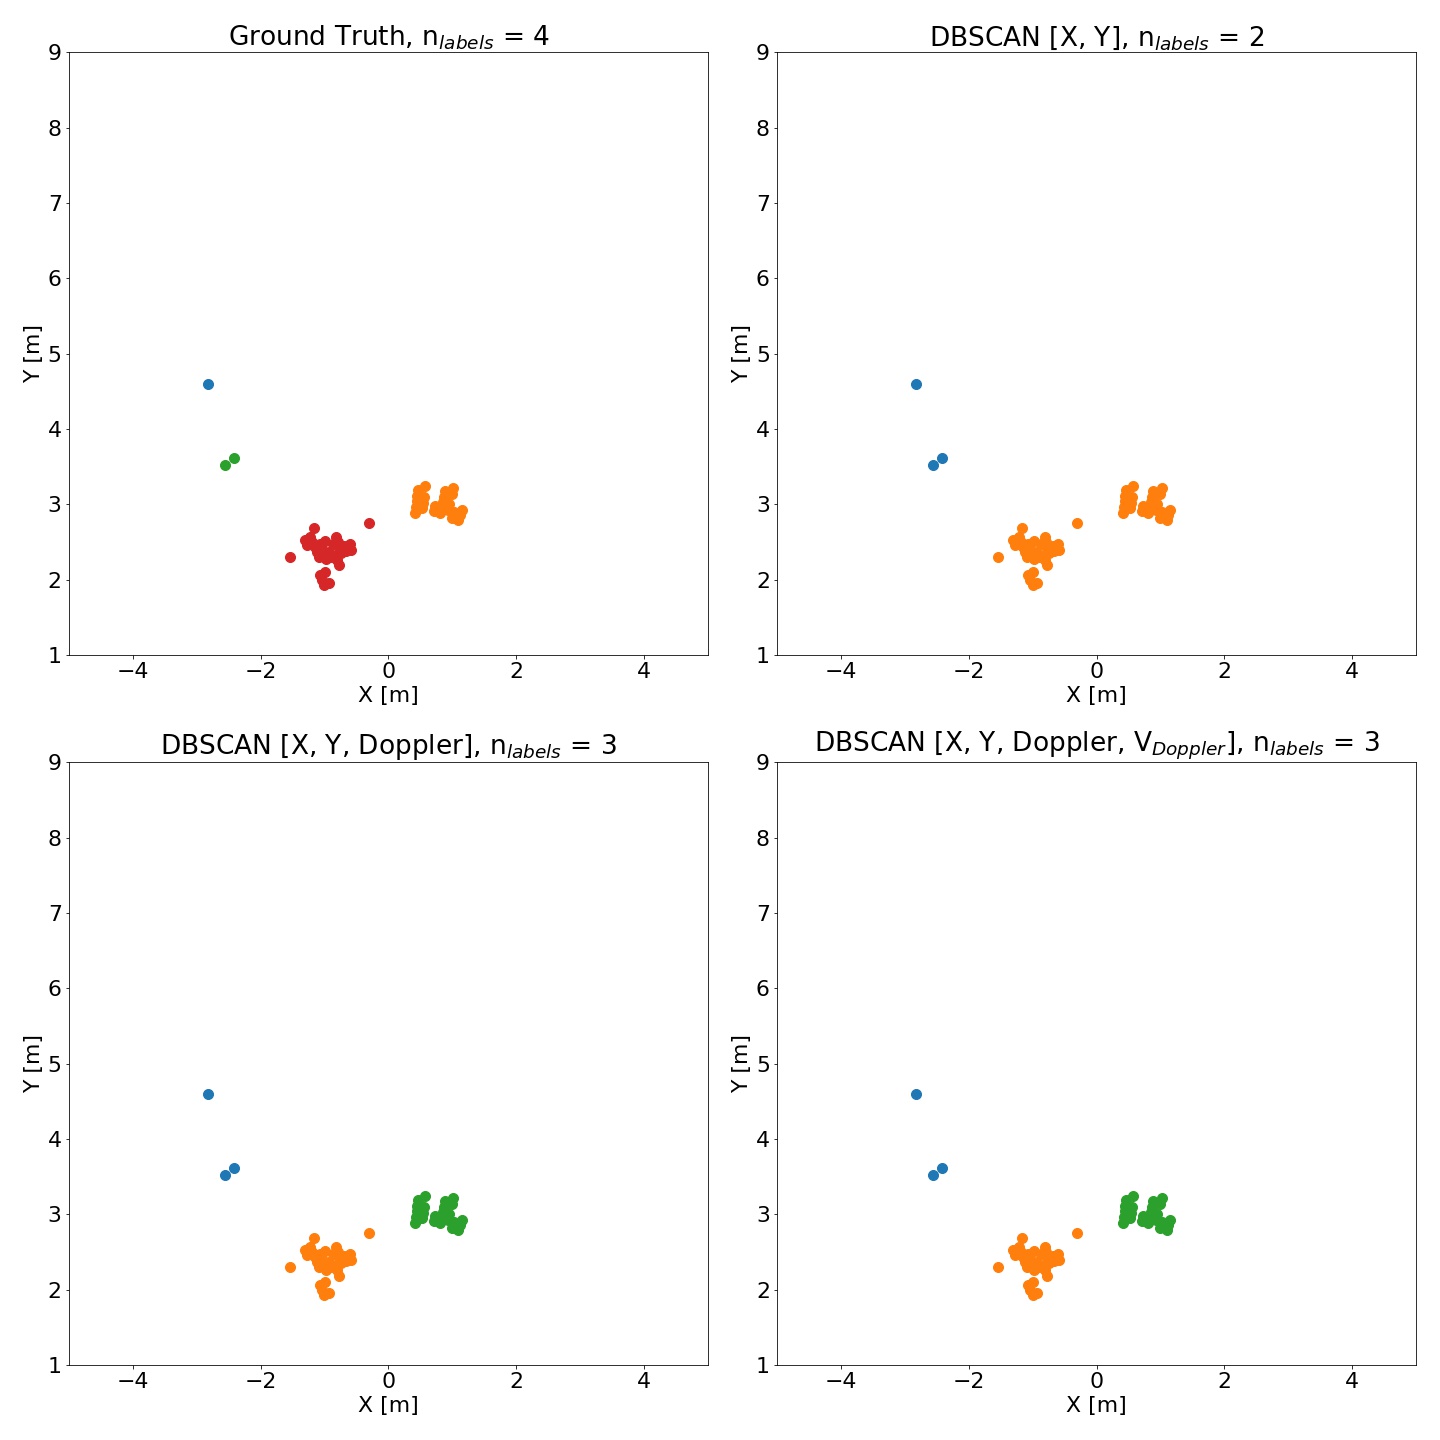 Ground Truth, n_labels = 4
9
8
7
6
5
4
3
2
1
Y [m]
−4 −2 0 2 4
X [m]
DBSCAN [X, Y], n_labels = 2
9
8
7
6
5
4
3
2
1
Y [m]
−4 −2 0 2 4
X [m]
DBSCAN [X, Y, Doppler], n_labels = 3
9
8
7
6
5
4
3
2
1
Y [m]
−4 −2 0 2 4
X [m]
DBSCAN [X, Y, Doppler, V_Doppler], n_labels = 3
9
8
7
6
5
4
3
2
1
Y [m]
−4 −2 0 2 4
X [m]